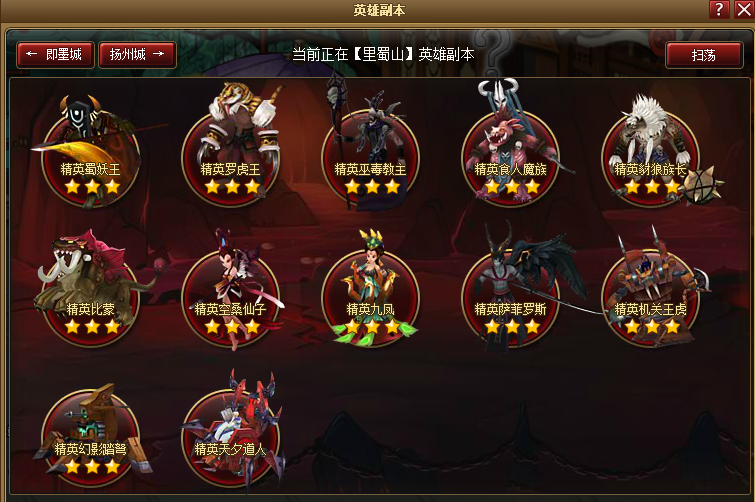 英雄副本
?
← 即墨城
扬州城 →
当前正在【里蜀山】英雄副本
扫荡
精英蜀妖王
精英罗虎王
精英巫毒教主
精英食人魔族
精英豺狼族长
精英比蒙
精英空桑仙子
精英九凤
精英萨菲罗斯
精英机关王虎
精英幻影踏弩
精英天夕道人